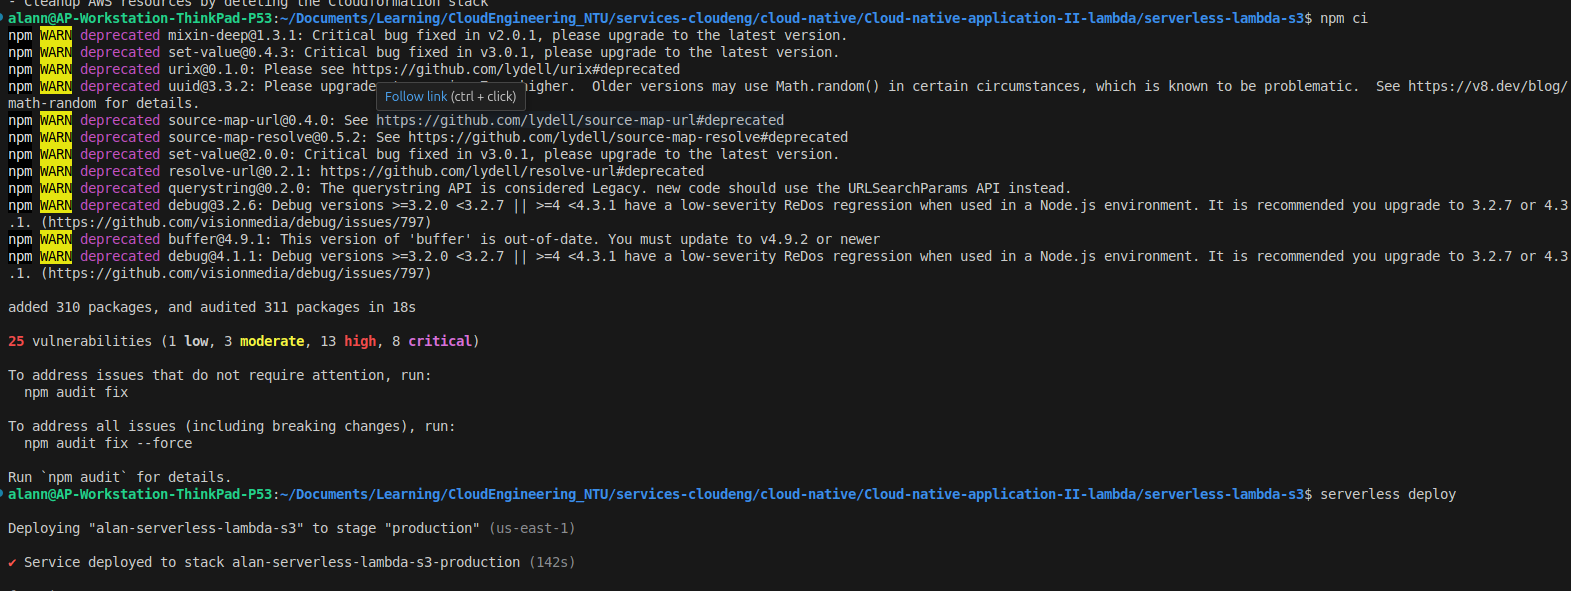 - Cleanup AWS resources by deleting the Cloudformation stack
alann@AP-Workstation-ThinkPad-P53:~/Documents/Learning/CloudEngineering_NTU/services-cloudeng/cloud-native/Cloud-native-application-II-lambda/serverless-lambda-s3$ npm ci
npm WARN deprecated mixin-deep@1.3.1: Critical bug fixed in v2.0.1, please upgrade to the latest version.
npm WARN deprecated set-value@0.4.3: Critical bug fixed in v3.0.1, please upgrade to the latest version.
npm WARN deprecated urix@0.1.0: Please see https://github.com/lydell/urix#deprecated
npm WARN deprecated uuid@3.3.2: Please upgrade higher.  Older versions may use Math.random() in certain circumstances, which is known to be problematic.  See https://v8.dev/blog/
Follow link (ctrl + click)
math-random for details.
npm WARN deprecated source-map-url@0.4.0: See https://github.com/lydell/source-map-url#deprecated
npm WARN deprecated source-map-resolve@0.5.2: See https://github.com/lydell/source-map-resolve#deprecated
npm WARN deprecated set-value@2.0.0: Critical bug fixed in v3.0.1, please upgrade to the latest version.
npm WARN deprecated resolve-url@0.2.1: https://github.com/lydell/resolve-url#deprecated
npm WARN deprecated querystring@0.2.0: The querystring API is considered Legacy. new code should use the URLSearchParams API instead.
npm WARN deprecated debug@3.2.6: Debug versions >=3.2.0 <3.2.7 || >=4 <4.3.1 have a low-severity ReDos regression when used in a Node.js environment. It is recommended you upgrade to 3.2.7 or 4.3
.1. (https://github.com/visionmedia/debug/issues/797)
npm WARN deprecated buffer@4.9.1: This version of 'buffer' is out-of-date. You must update to v4.9.2 or newer
npm WARN deprecated debug@4.1.1: Debug versions >=3.2.0 <3.2.7 || >=4 <4.3.1 have a low-severity ReDos regression when used in a Node.js environment. It is recommended you upgrade to 3.2.7 or 4.3
.1. (https://github.com/visionmedia/debug/issues/797)
added 310 packages, and audited 311 packages in 18s
25 vulnerabilities (1 low, 3 moderate, 13 high, 8 critical)
To address issues that do not require attention, run:
npm audit fix
To address all issues (including breaking changes), run:
npm audit fix --force
Run `npm audit` for details.
alann@AP-Workstation-ThinkPad-P53:~/Documents/Learning/CloudEngineering_NTU/services-cloudeng/cloud-native/Cloud-native-application-II-lambda/serverless-lambda-s3$ serverless deploy
Deploying "alan-serverless-lambda-s3" to stage "production" (us-east-1)
✔ Service deployed to stack alan-serverless-lambda-s3-production (142s)